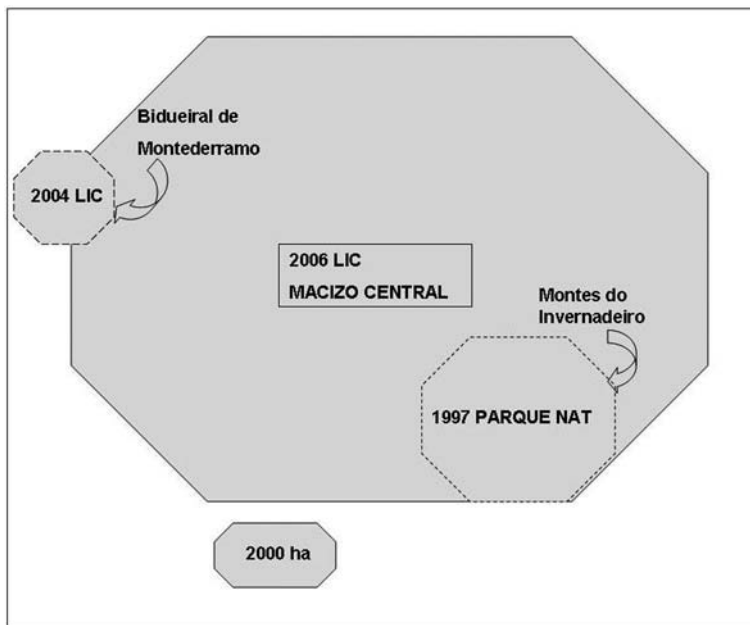 Bidueiral de
Montederramo
2004 LIC
2006 LIC
MACIZO CENTRAL
Montes do
Invernadeiro
1997 PARQUE NAT
2000 ha